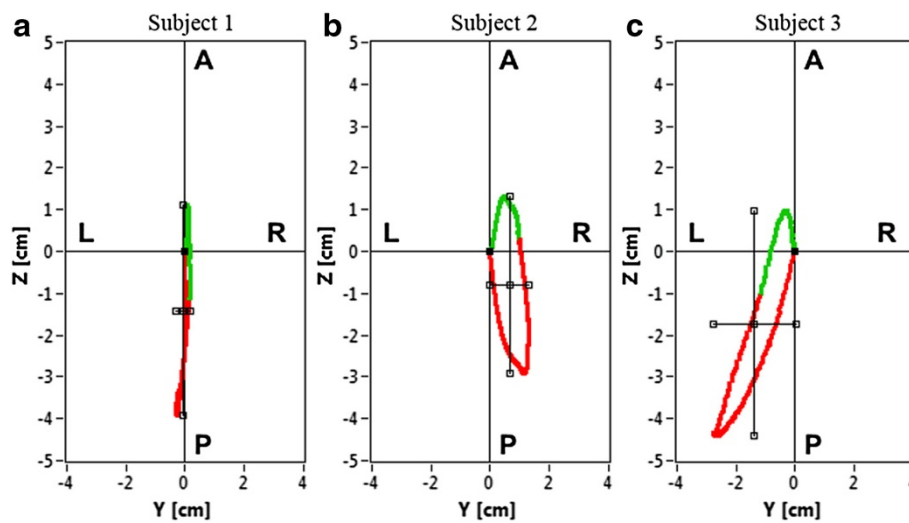 a Subject 1 b Subject 2 c Subject 3
5 5 5
A A A
4 4 4
3 3 3
2 2 2
1 1 1
L R L R L R
0 0 0
Z [cm] Z [cm] Z [cm]
-1 -1 -1
-2 -2 -2
-3 -3 -3
-4 -4 -4
P P P
-5 -5 -5
-4 -2 0 2 4 -4 -2 0 2 4 -4 -2 0 2 4
Y [cm] Y [cm] Y [cm]